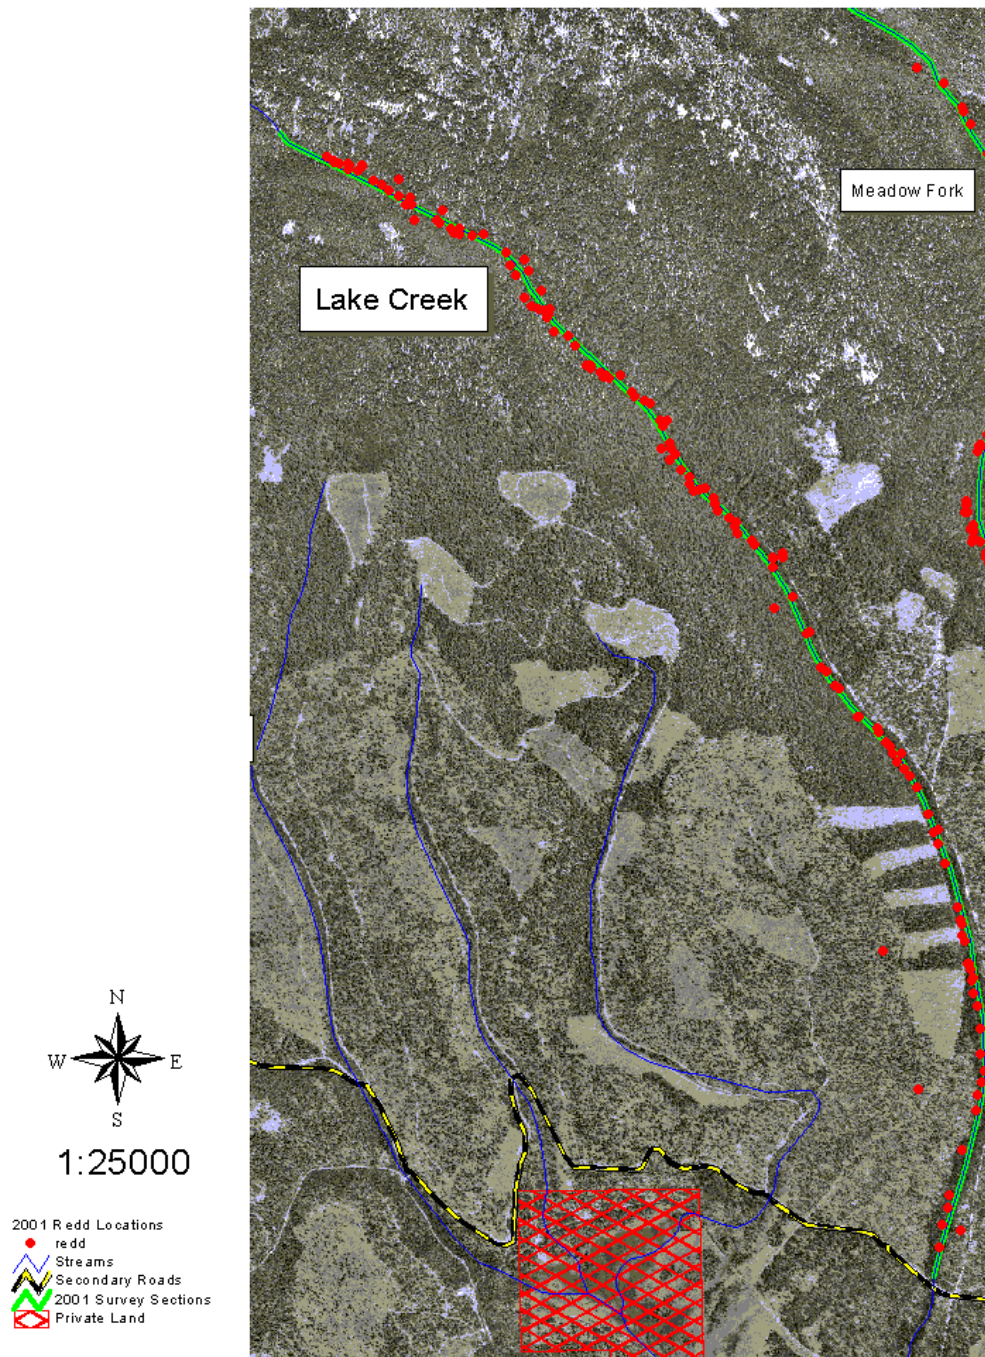 Meadow Fork
Lake Creek
N
W E
S
1:25000
2001 Redd Locations
redd
Streams
Secondary Roads
2001 Survey Sections
Private Land